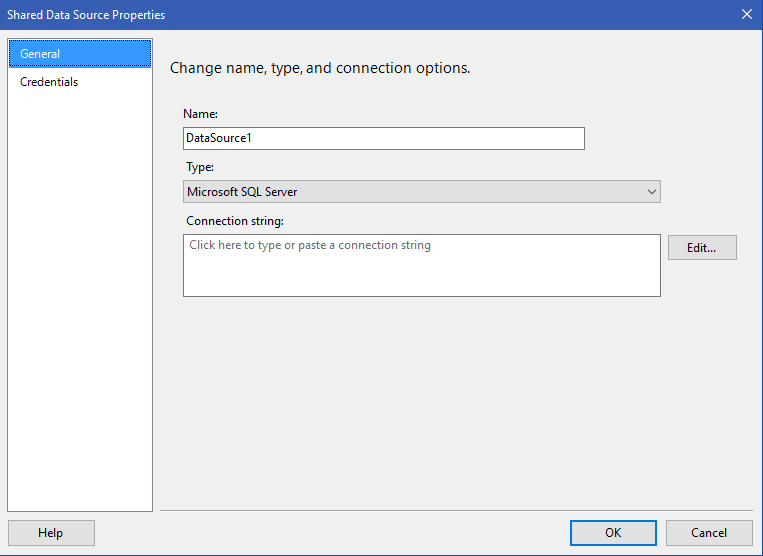 Shared Data Source Properties
General
Credentials
Change name, type, and connection options.
Name:
DataSource1
Type:
Microsoft SQL Server
Connection string:
Click here to type or paste a connection string
Edit...
Help
OK
Cancel